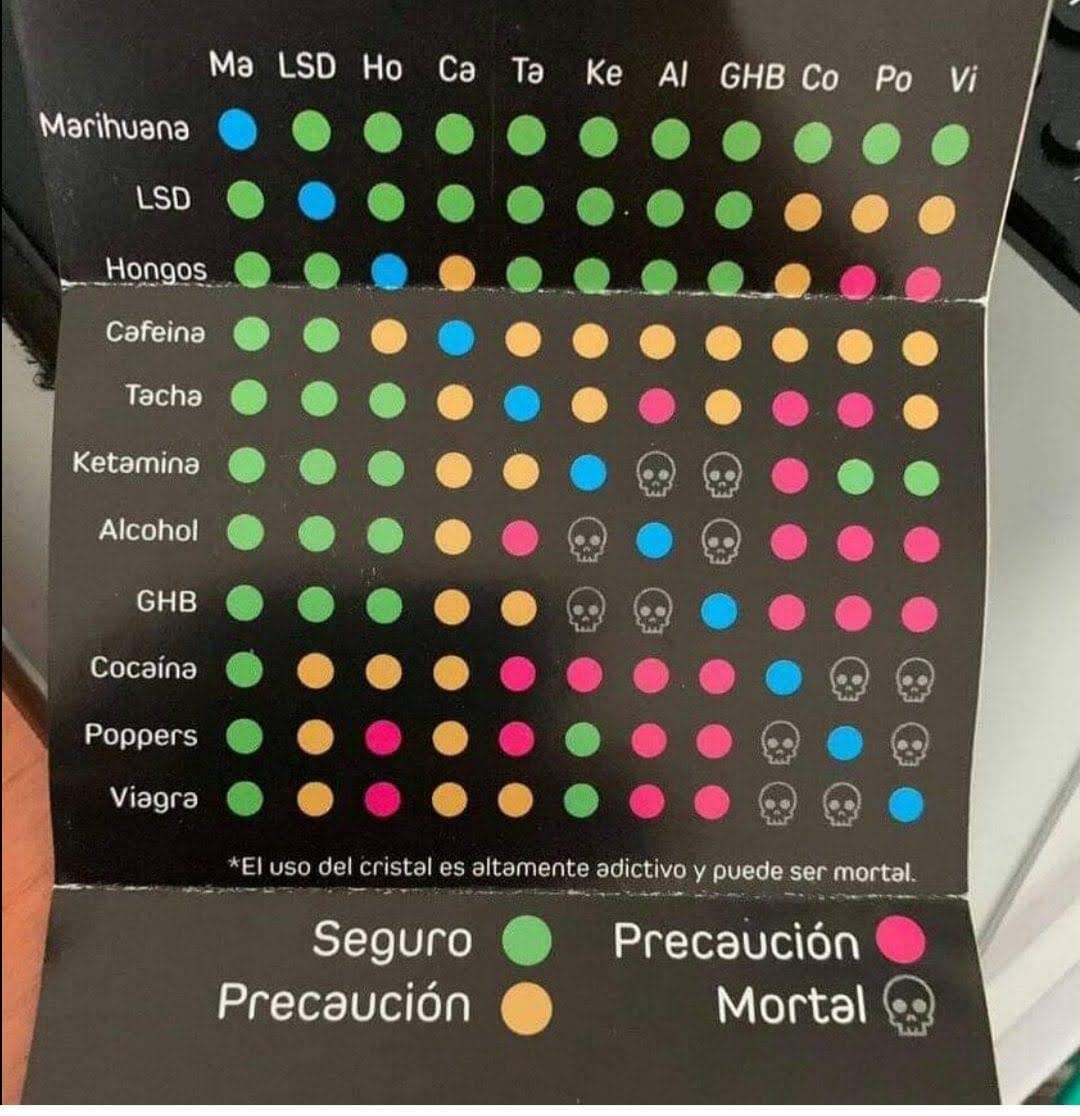 Ma LSD Ho Ca Ta Ke Al GHB Co Po Vi
Marihuana
LSD
Hongos
Cafeina
Tacha
Ketamina
Alcohol
GHB
Cocaína
Poppers
Viagra
*El uso del cristal es altamente adictivo y puede ser mortal.
Seguro Precaución
Precaución Mortal